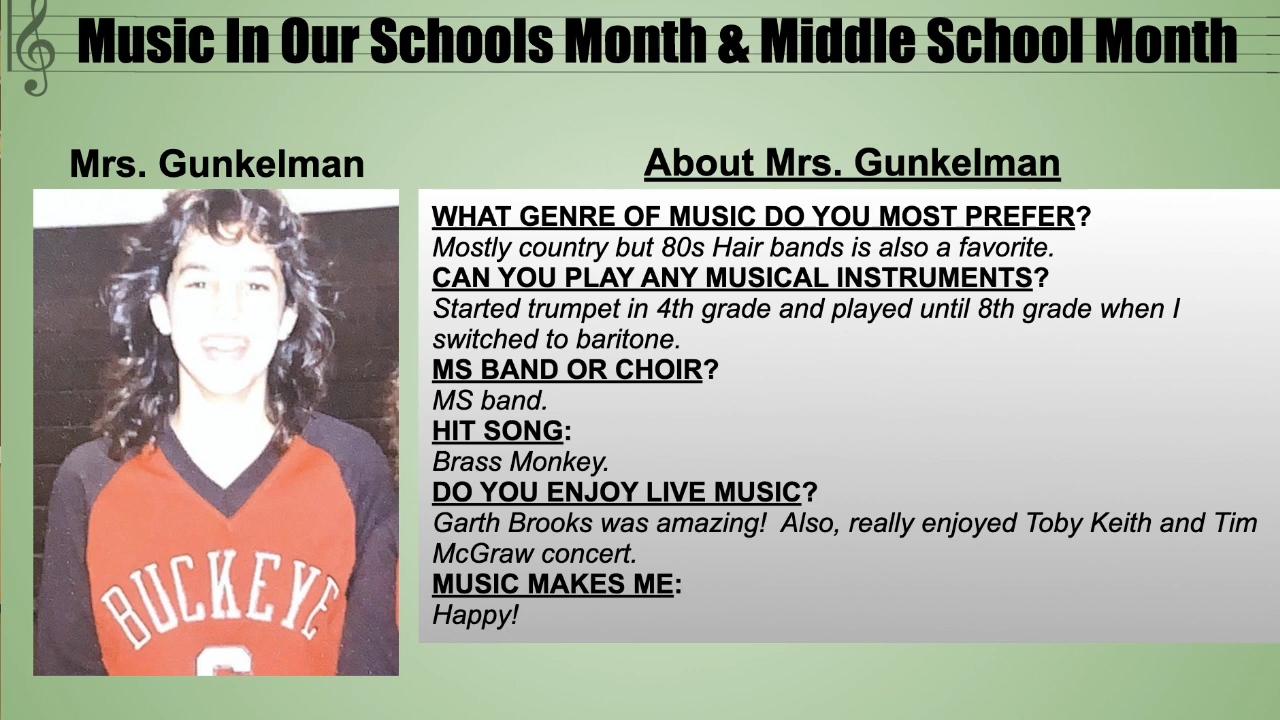 Music In Our Schools Month & Middle School Month
Mrs. Gunkelman
BUCKEYE
About Mrs. Gunkelman
WHAT GENRE OF MUSIC DO YOU MOST PREFER?
Mostly country but 80s Hair bands is also a favorite.
CAN YOU PLAY ANY MUSICAL INSTRUMENTS?
Started trumpet in 4th grade and played until 8th grade when I
switched to baritone.
MS BAND OR CHOIR?
MS band.
HIT SONG:
Brass Monkey.
DO YOU ENJOY LIVE MUSIC?
Garth Brooks was amazing!  Also, really enjoyed Toby Keith and Tim
McGraw concert.
MUSIC MAKES ME:
Happy!